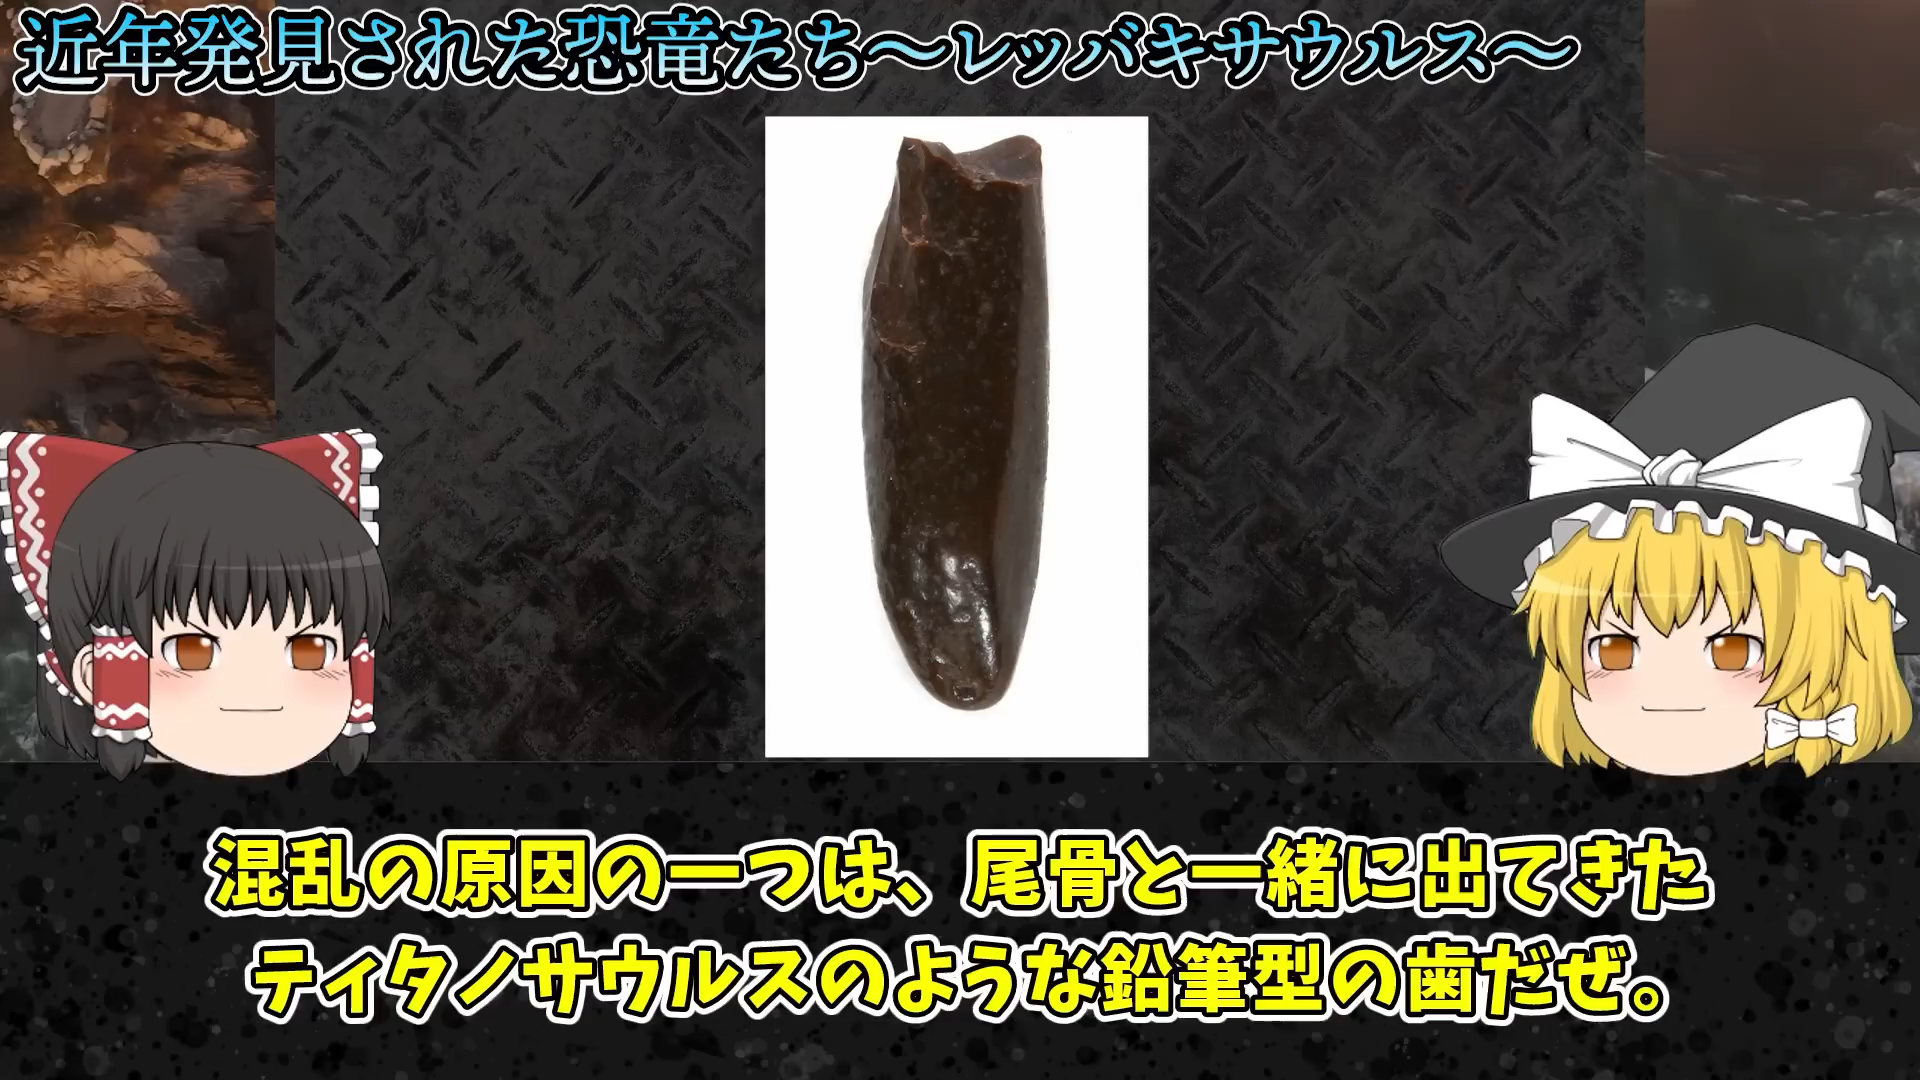 近年発見された恐竜たち～レッバキサウルス～
混乱の原因の一つは、尾骨と一緒に出てきた
ティタノサウルスのような鉛筆型の歯だぜ。